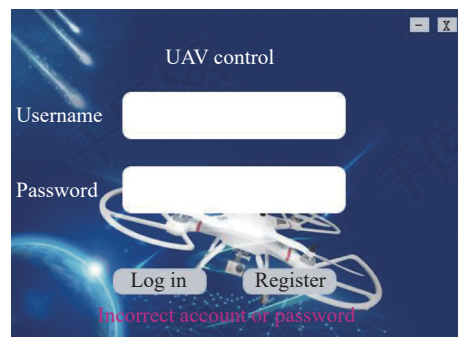 - X
UAV control
Username
Password
Log in Register
Incorrect account or password